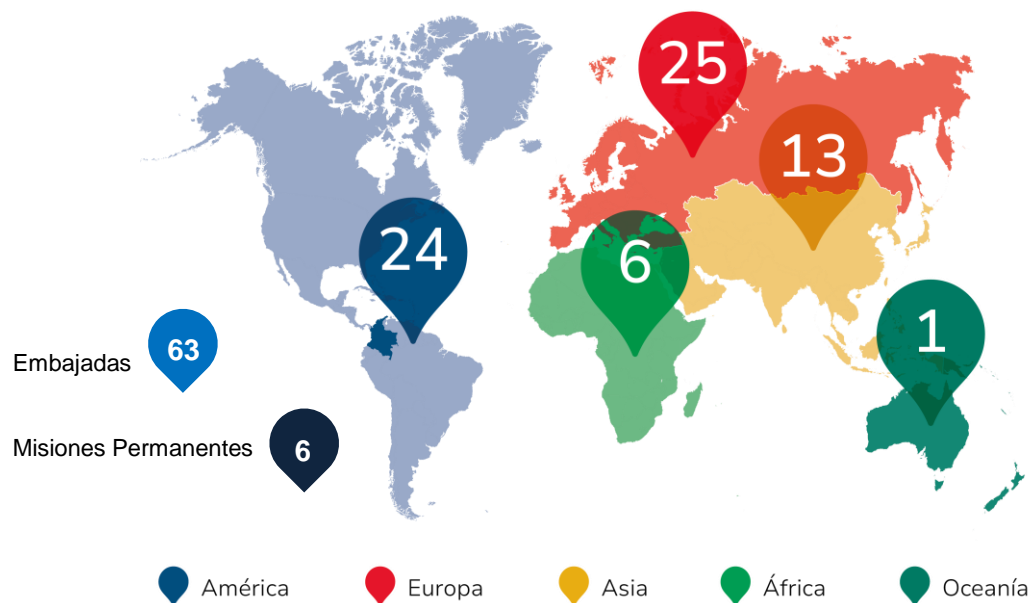 25
13
24
6
1
Embajadas 63
Misiones Permanentes 6
América Europa Asia África Oceanía